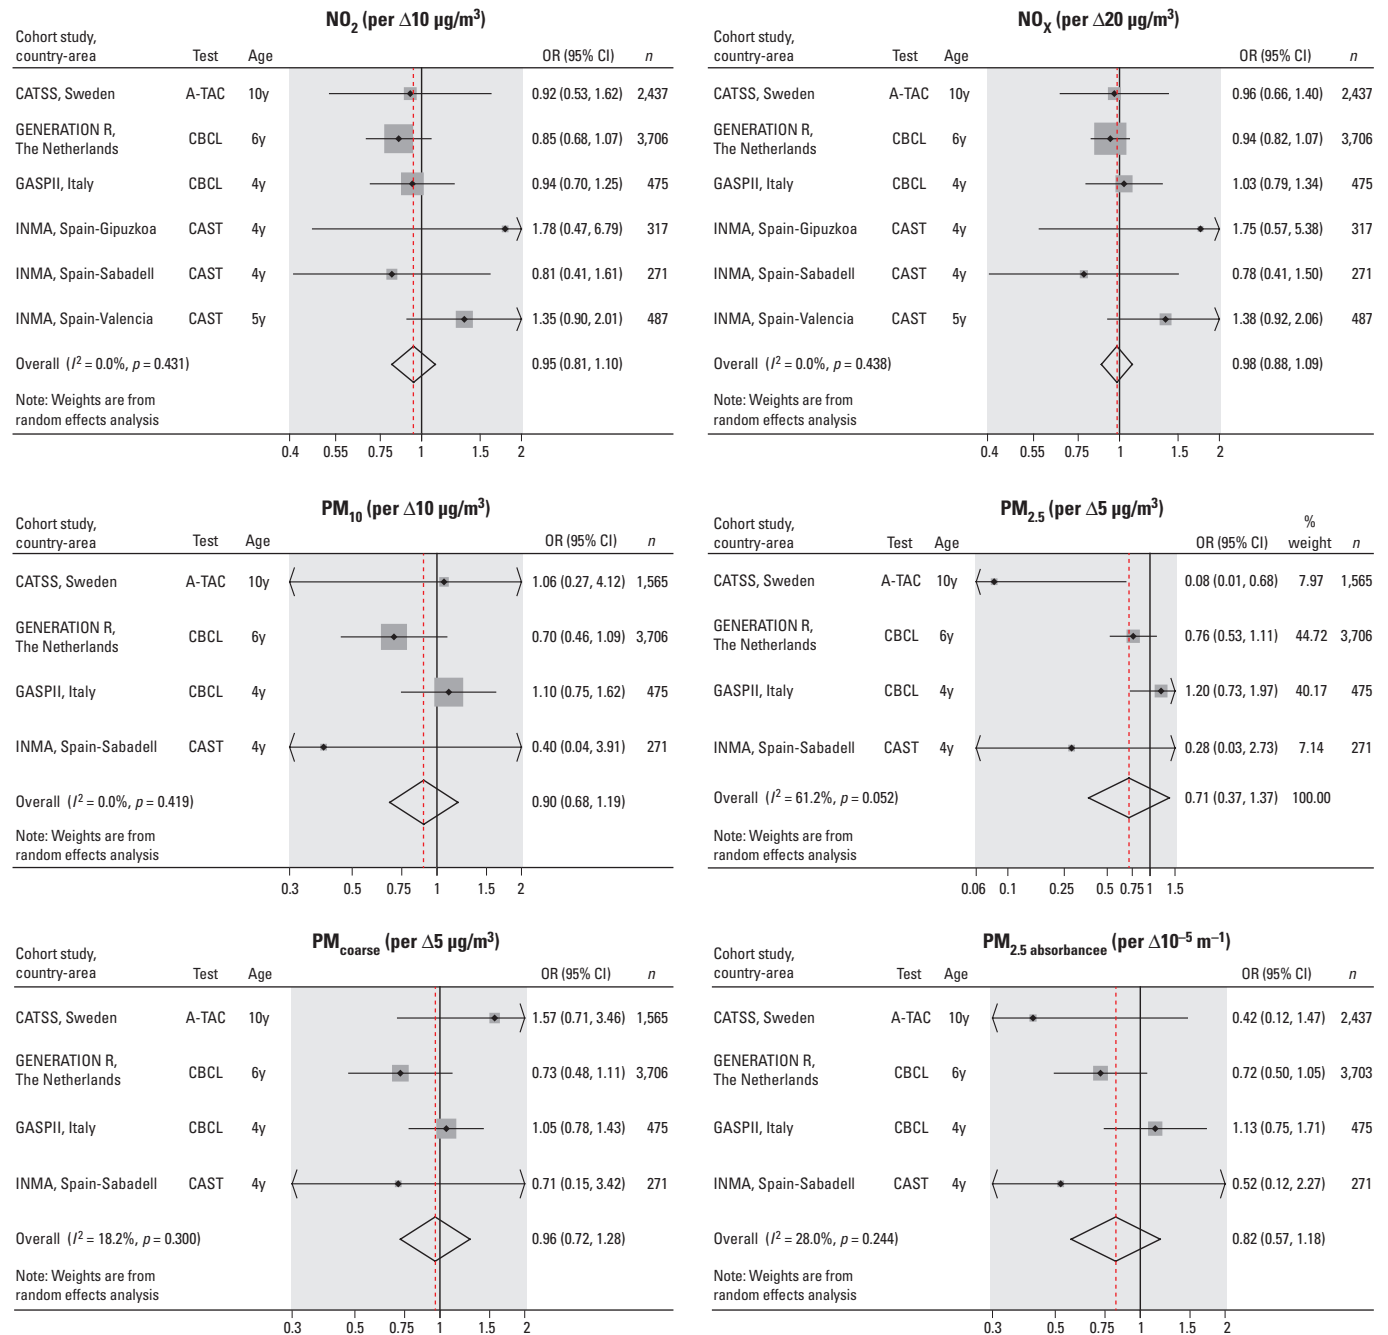 NO2 (per Δ10 μg/m3)
Cohort study,
country-area Test Age OR (95% CI) n
CATSS, Sweden A-TAC 10y 0.92 (0.53, 1.62) 2,437
GENERATION R,
The Netherlands CBCL 6y 0.85 (0.68, 1.07) 3,706
GASPII, Italy CBCL 4y 0.94 (0.70, 1.25) 475
INMA, Spain-Gipuzkoa CAST 4y 1.78 (0.47, 6.79) 317
INMA, Spain-Sabadell CAST 4y 0.81 (0.41, 1.61) 271
INMA, Spain-Valencia CAST 5y 1.35 (0.90, 2.01) 487
Overall (I2 = 0.0%, p = 0.431) 0.95 (0.81, 1.10)
Note: Weights are from
random effects analysis
0.4 0.55 0.75 1 1.5 2
NOX (per Δ20 μg/m3)
Cohort study,
country-area Test Age OR (95% CI) n
CATSS, Sweden A-TAC 10y 0.96 (0.66, 1.40) 2,437
GENERATION R,
The Netherlands CBCL 6y 0.94 (0.82, 1.07) 3,706
GASPII, Italy CBCL 4y 1.03 (0.79, 1.34) 475
INMA, Spain-Gipuzkoa CAST 4y 1.75 (0.57, 5.38) 317
INMA, Spain-Sabadell CAST 4y 0.78 (0.41, 1.50) 271
INMA, Spain-Valencia CAST 5y 1.38 (0.92, 2.06) 487
Overall (I2 = 0.0%, p = 0.438) 0.98 (0.88, 1.09)
Note: Weights are from
random effects analysis
0.4 0.55 0.75 1 1.5 2
PM10 (per Δ10 μg/m3)
Cohort study,
country-area Test Age OR (95% CI) n
CATSS, Sweden A-TAC 10y 1.06 (0.27, 4.12) 1,565
GENERATION R,
The Netherlands CBCL 6y 0.70 (0.46, 1.09) 3,706
GASPII, Italy CBCL 4y 1.10 (0.75, 1.62) 475
INMA, Spain-Sabadell CAST 4y 0.40 (0.04, 3.91) 271
Overall (I2 = 0.0%, p = 0.419) 0.90 (0.68, 1.19)
Note: Weights are from
random effects analysis
0.3 0.5 0.75 1 1.5 2
PM2.5 (per Δ5 μg/m3)
Cohort study, %
country-area Test Age OR (95% CI) weight n
CATSS, Sweden A-TAC 10y 0.08 (0.01, 0.68) 7.97 1,565
GENERATION R,
The Netherlands CBCL 6y 0.76 (0.53, 1.11) 44.72 3,706
GASPII, Italy CBCL 4y 1.20 (0.73, 1.97) 40.17 475
INMA, Spain-Sabadell CAST 4y 0.28 (0.03, 2.73) 7.14 271
Overall (I2 = 61.2%, p = 0.052) 0.71 (0.37, 1.37) 100.00
Note: Weights are from
random effects analysis
0.06 0.1 0.25 0.5 0.75 1 1.5
PMcoarse (per Δ5 μg/m3)
Cohort study,
country-area Test Age OR (95% CI) n
CATSS, Sweden A-TAC 10y 1.57 (0.71, 3.46) 1,565
GENERATION R,
The Netherlands CBCL 6y 0.73 (0.48, 1.11) 3,706
GASPII, Italy CBCL 4y 1.05 (0.78, 1.43) 475
INMA, Spain-Sabadell CAST 4y 0.71 (0.15, 3.42) 271
Overall (I2 = 18.2%, p = 0.300) 0.96 (0.72, 1.28)
Note: Weights are from
random effects analysis
0.3 0.5 0.75 1 1.5 2
PM2.5 absorbancee (per Δ10−5 m−1)
Cohort study,
country-area Test Age OR (95% CI) n
CATSS, Sweden A-TAC 10y 0.42 (0.12, 1.47) 2,437
GENERATION R,
The Netherlands CBCL 6y 0.72 (0.50, 1.05) 3,703
GASPII, Italy CBCL 4y 1.13 (0.75, 1.71) 475
INMA, Spain-Sabadell CAST 4y 0.52 (0.12, 2.27) 271
Overall (I2 = 28.0%, p = 0.244) 0.82 (0.57, 1.18)
Note: Weights are from
random effects analysis
0.3 0.5 0.75 1 1.5 2